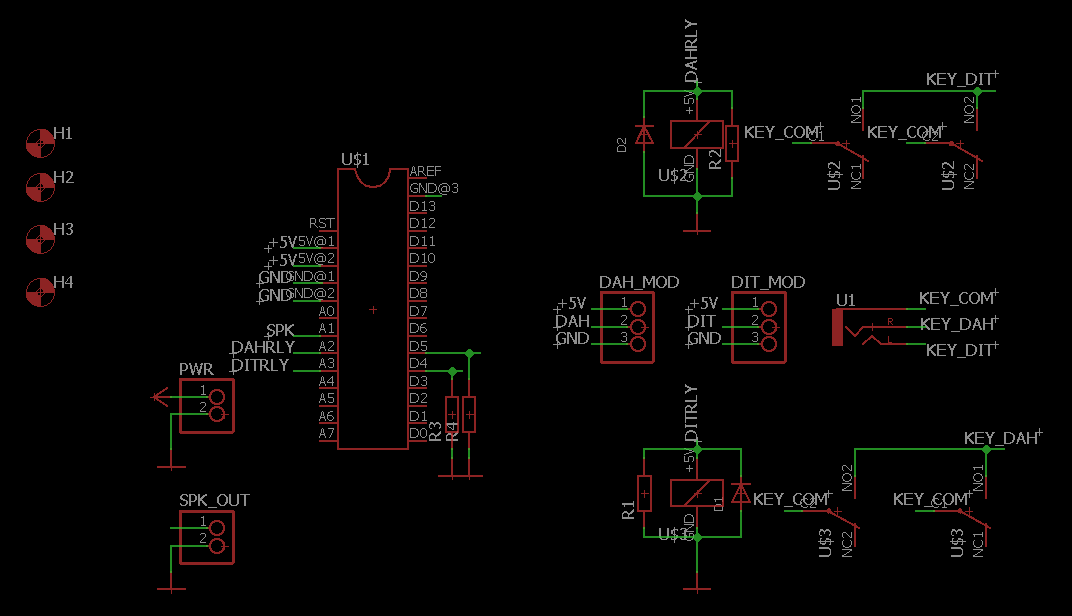 H1
H2
H3
H4
U$1
AREF
GND@3
D13
RST
D12
+5V
5V@1
D11
+5V
5V@2
D10
GND
GND@1
D9
GND
GND@2
D8
A0
D7
SPK
A1
D6
DAHRLY
A2
D5
DITRLY
A3
D4
A4
D3
A5
D2
A6
D1
A7
D0
R3
R4
PWR
1
2
SPK_OUT
1
2
DAHRLY
+5V
D2
R2
U$2
GND
KEY_DIT
NO1
NO2
KEY_COM
C1
KEY_COM
C2
U$2
NC1
U$2
NC2
DAH_MOD
+5V
1
DAH
2
GND
3
DIT_MOD
+5V
1
DIT
2
GND
3
U1
KEY_COM
R
KEY_DAH
L
KEY_DIT
DITRLY
+5V
R1
D1
U$3
GND
KEY_DAH
NO2
NO1
KEY_COM
C2
KEY_COM
C1
U$3
NC2
U$3
NC1